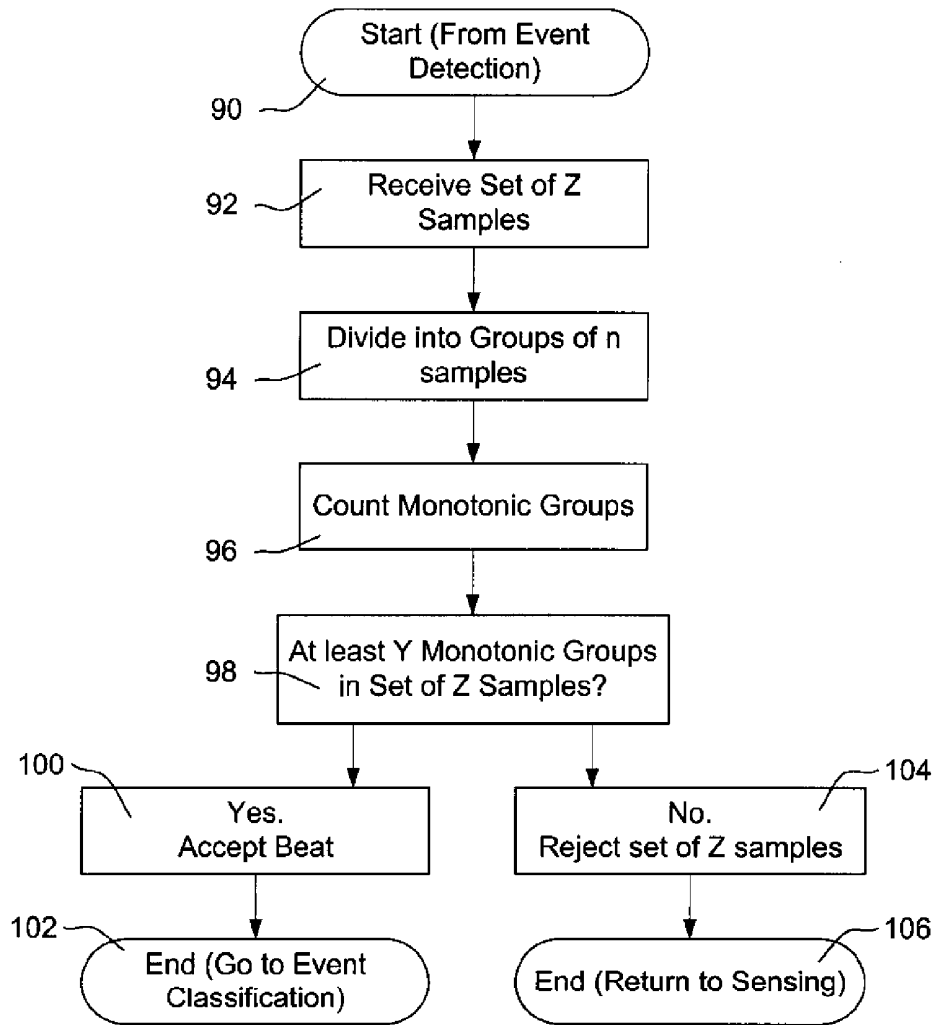 Start (From Event
Detection)
90
92
Receive Set of Z
Samples
94
Divide into Groups of n
samples
Count Monotonic Groups
96
98
At least Y Monotonic Groups
in Set of Z Samples?
100
Yes.
Accept Beat
104
No.
Reject set of Z samples
102
End (Go to Event
Classification)
106
End (Return to Sensing)